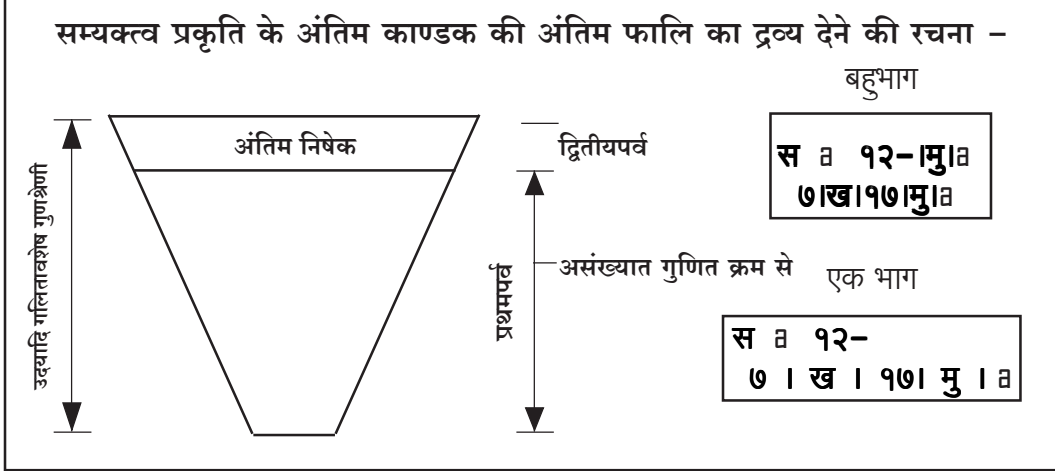 सम्यक्त्व प्रकृति के अंतिम काण्डक की अंतिम फालि का द्रव्य देने की रचना –
बहुभाग
अंतिम निषेक
द्वितीयपर्व
स a १२–।मु।a
७।ख।१७।मु।a
उदयादि गलितावशेष गुणश्रेणी
प्रथमपर्व
असंख्यात गुणित क्रम से
एक भाग
स a १२–
७ । ख । १७। मु । a